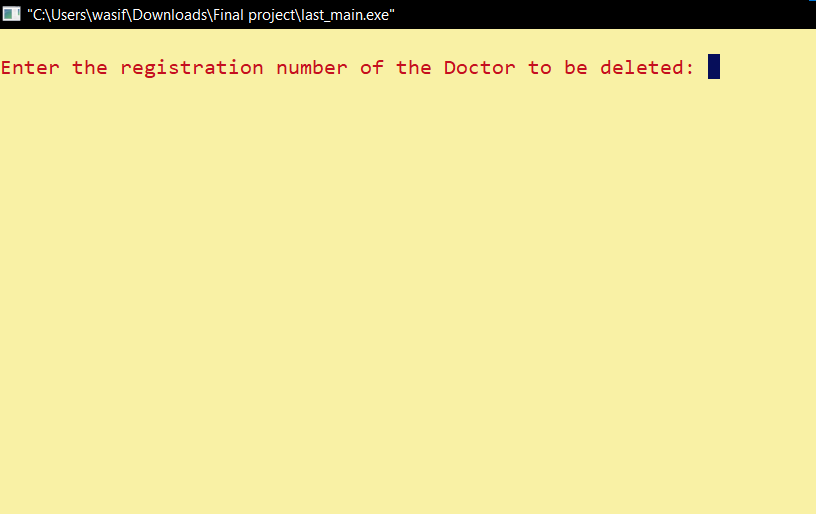 "C:\Users\wasif\Downloads\Final project\last_main.exe"
Enter the registration number of the Doctor to be deleted: